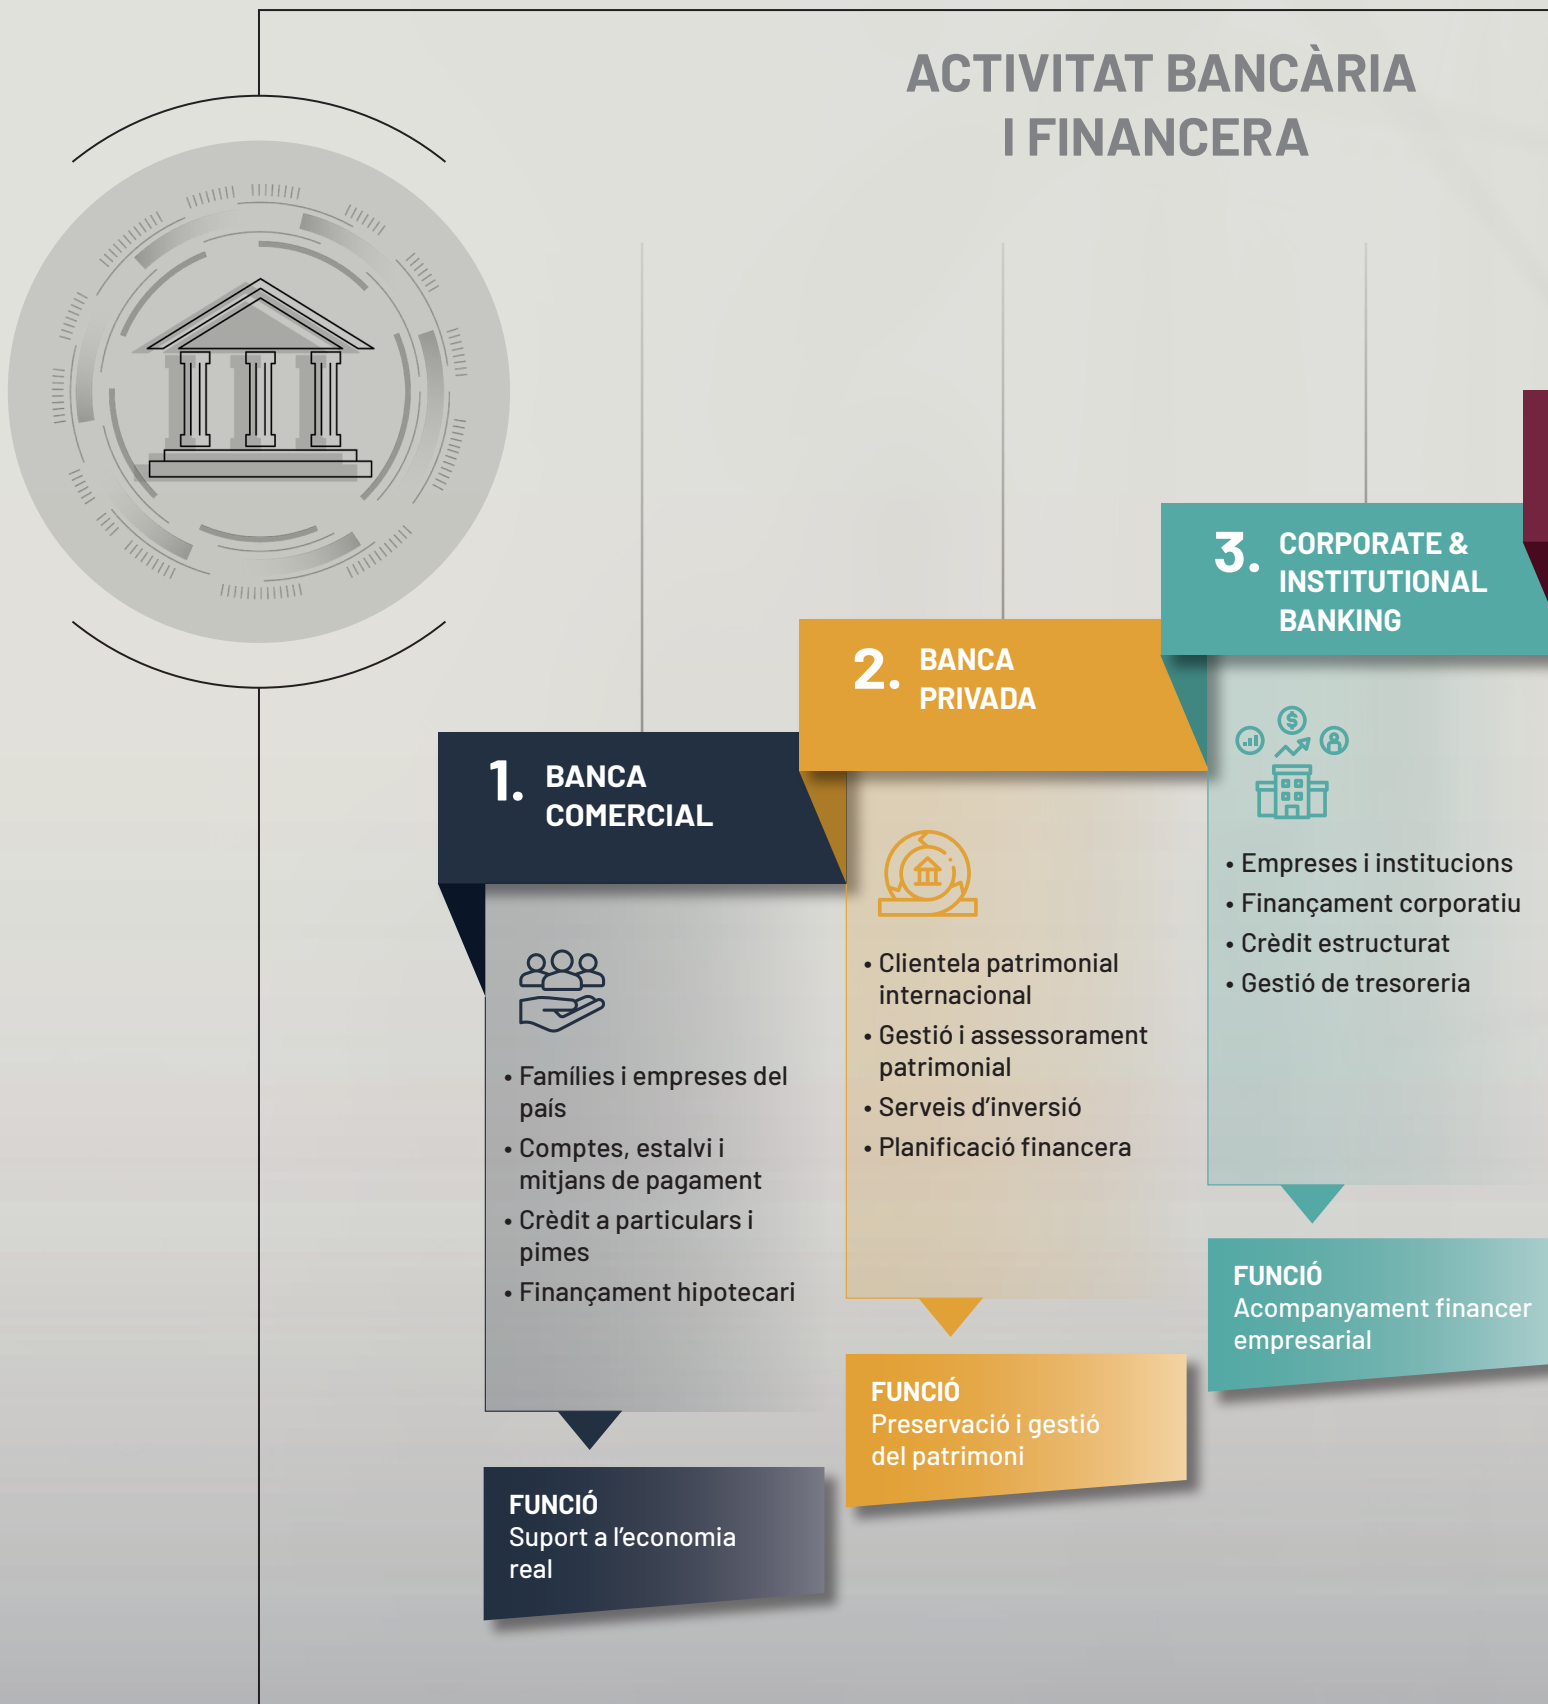 ACTIVITAT BANCÀRIA
I FINANCERA
1. BANCA
COMERCIAL
• Famílies i empreses del
país
• Comptes, estalvi i
mitjans de pagament
• Crèdit a particulars i
pimes
• Finançament hipotecari
FUNCIÓ
Suport a l’economia
real
2. BANCA
PRIVADA
• Clientela patrimonial
internacional
• Gestió i assessorament
patrimonial
• Serveis d’inversió
• Planificació financera
FUNCIÓ
Preservació i gestió
del patrimoni
3. CORPORATE &
INSTITUTIONAL
BANKING
• Empreses i institucions
• Finançament corporatiu
• Crèdit estructurat
• Gestió de tresoreria
FUNCIÓ
Acompanyament financer
empresarial